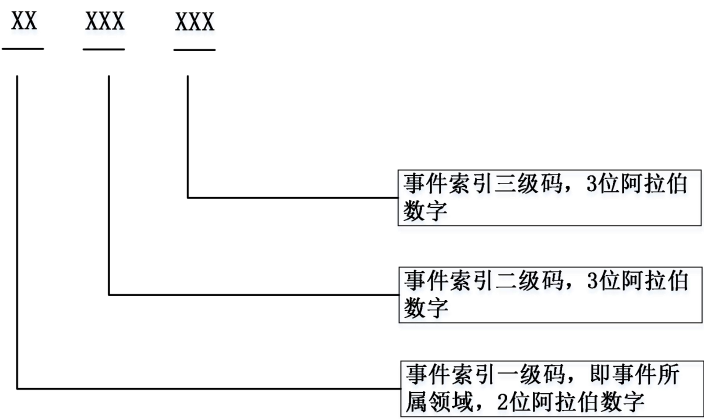 XX XXX XXX
事件索引三级码，3位阿拉伯
数字
事件索引二级码，3位阿拉伯
数字
事件索引一级码，即事件所
属领域，2位阿拉伯数字